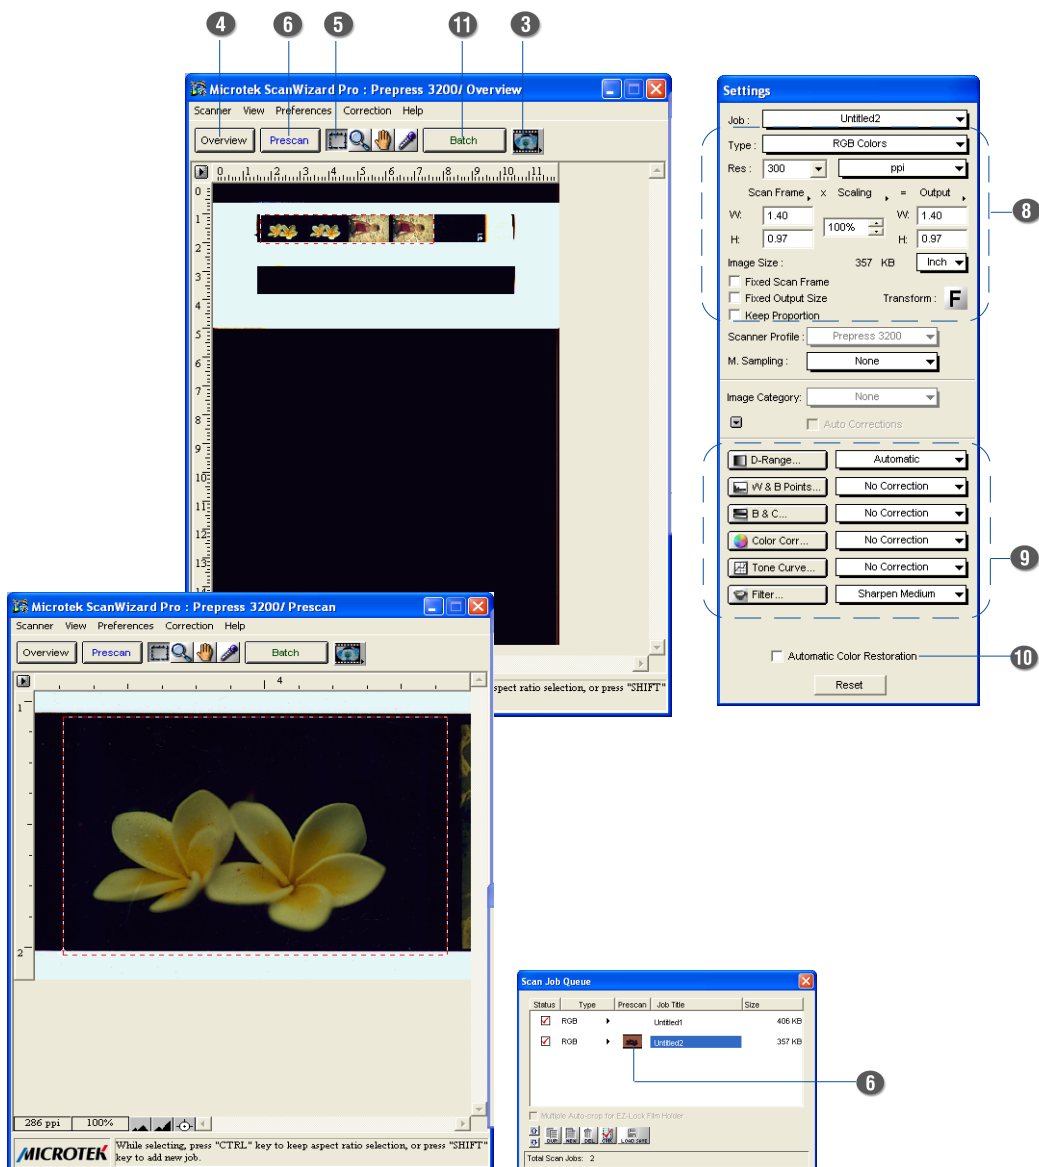 4 6 5 11 3
Microtek ScanWizard Pro : Prepress 3200/ Overview
Scanner View Preferences Correction Help
Overview Prescan Batch
0 1 2 3 4 5 6 7 8 9 10 11
0
1
2
3
4
5
6
7
8
9
10
11
12
13
14
spect ratio selection, or press "SHIFT"
Settings
Job : Untitled2
Type : RGB Colors
Res : 300 ppi
Scan Frame x Scaling = Output
W: 1.40 100% W: 1.40
H: 0.97 H: 0.97
8
Image Size : 357 KB Inch
Fixed Scan Frame
Fixed Output Size Transform : F
Keep Proportion
Scanner Profile : Prepress 3200
M. Sampling : None
Image Category: None
Auto Corrections
D-Range... Automatic
W & B Points... No Correction
B & C... No Correction
Color Corr... No Correction
9
Tone Curve... No Correction
Filter... Sharpen Medium
Automatic Color Restoration 10
Reset
Microtek ScanWizard Pro : Prepress 3200/ Prescan
Scanner View Preferences Correction Help
Overview Prescan Batch
4
1
2
286 ppi 100%
MICROTEK
While selecting, press "CTRL" key to keep aspect ratio selection, or press "SHIFT"
key to add new job.
Scan Job Queue
Status Type Prescan Job Title Size
RGB Untitled1 406 KB
RGB Untitled2 357 KB
6
Multiple Auto-crop for EZ-Lock Film Holder
DUP. NEW DEL. CHK. LOAD SAVE
Total Scan Jobs: 2